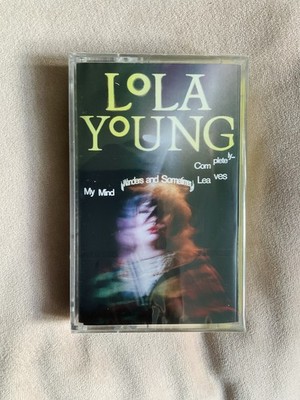 LOLA
YOUNG
My Mind Wanders and Sometimes Leaves Completely...